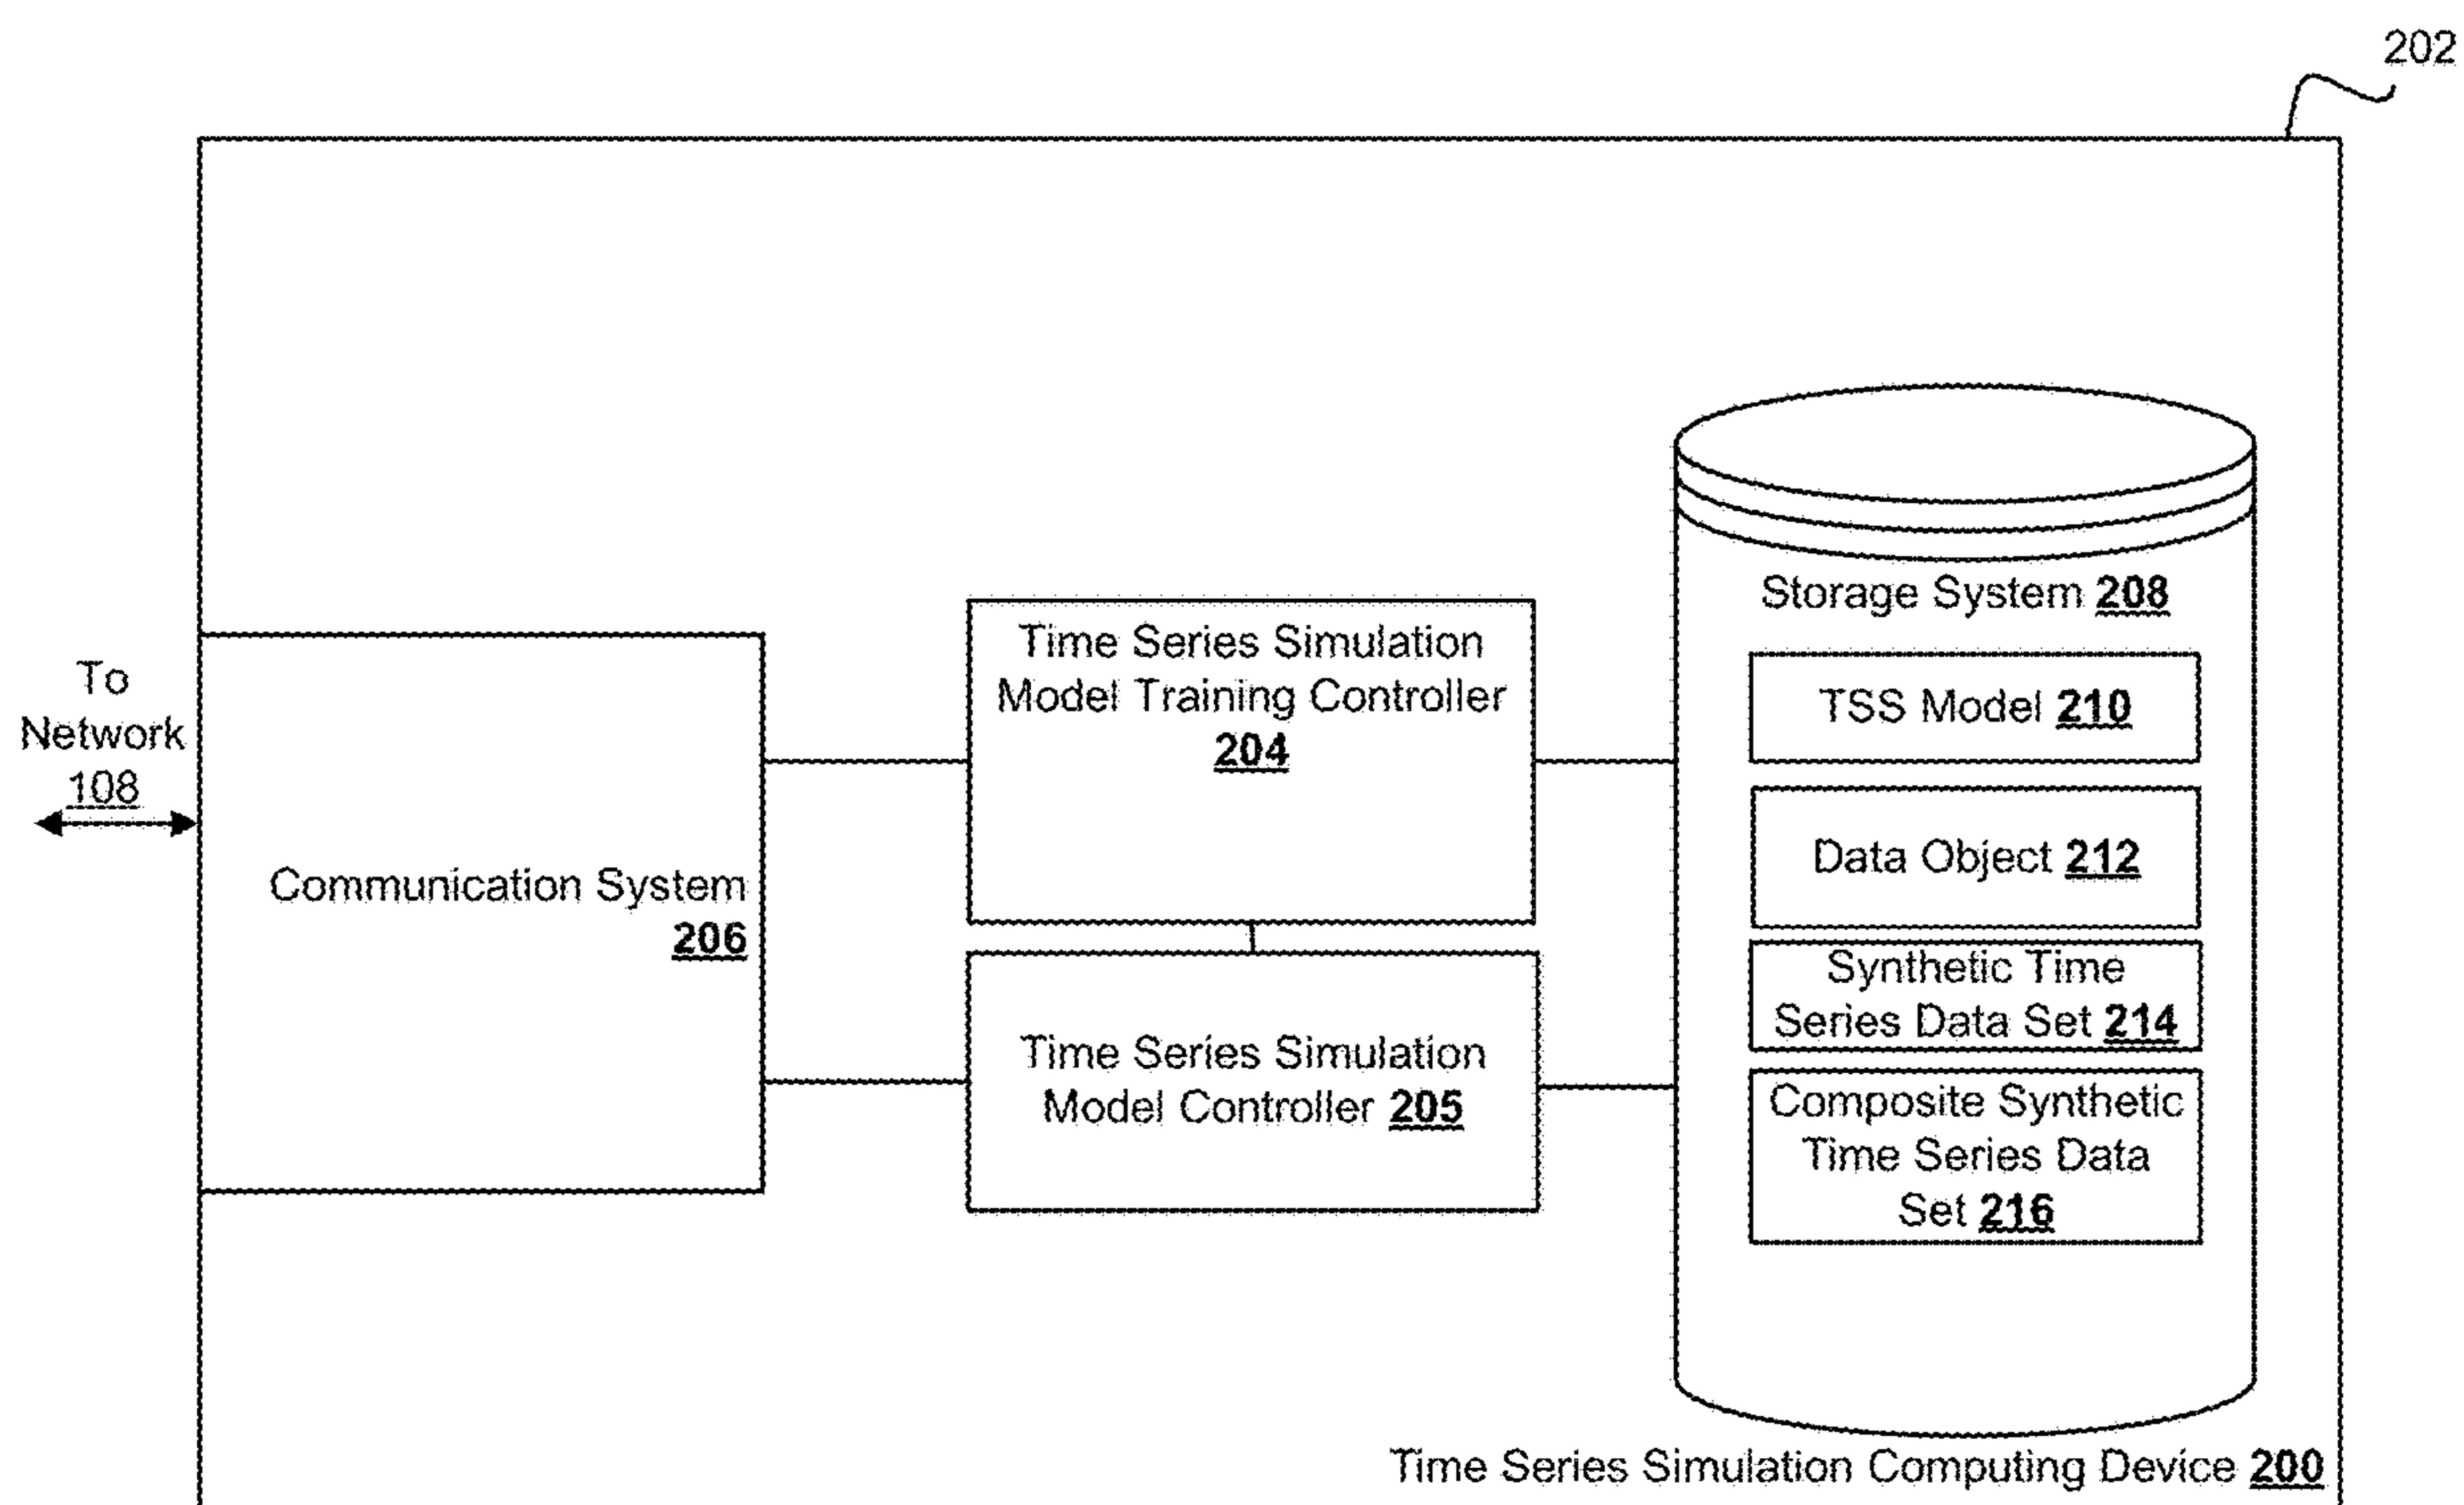 202
To
Network
108
Communication System
206
Time Series Simulation
Model Training Controller
204
Time Series Simulation
Model Controller 205
Storage System 208
TSS Model 210
Data Object 212
Synthetic Time
Series Data Set 214
Composite Synthetic
Time Series Data
Set 216
Time Series Simulation Computing Device 200